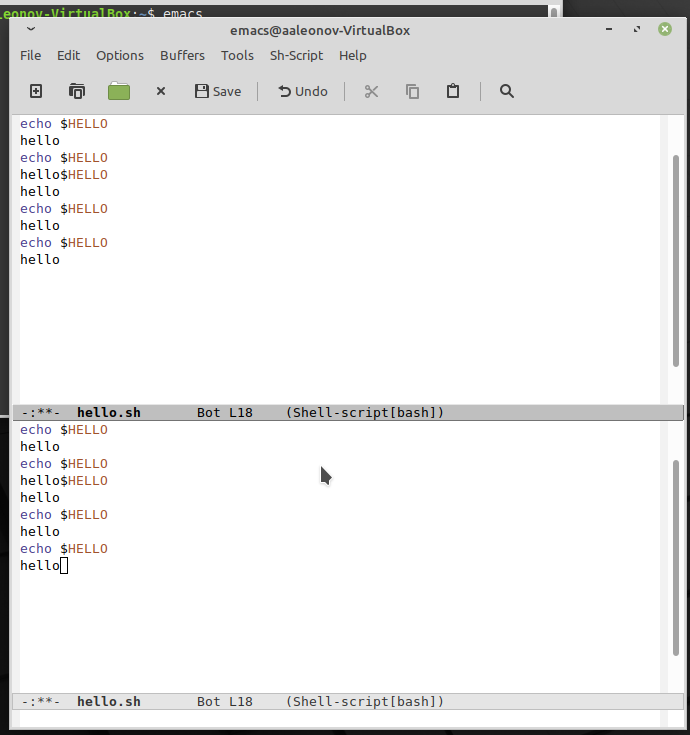 leonov-VirtualBox:~$ emacs
emacs@aaleonov-VirtualBox
File Edit Options Buffers Tools Sh-Script Help
Save Undo
echo $HELLO
hello
echo $HELLO
hello$HELLO
hello
echo $HELLO
hello
echo $HELLO
hello
-:**- hello.sh Bot L18 (Shell-script[bash])
echo $HELLO
hello
echo $HELLO
hello$HELLO
hello
echo $HELLO
hello
echo $HELLO
hello
-:**- hello.sh Bot L18 (Shell-script[bash])